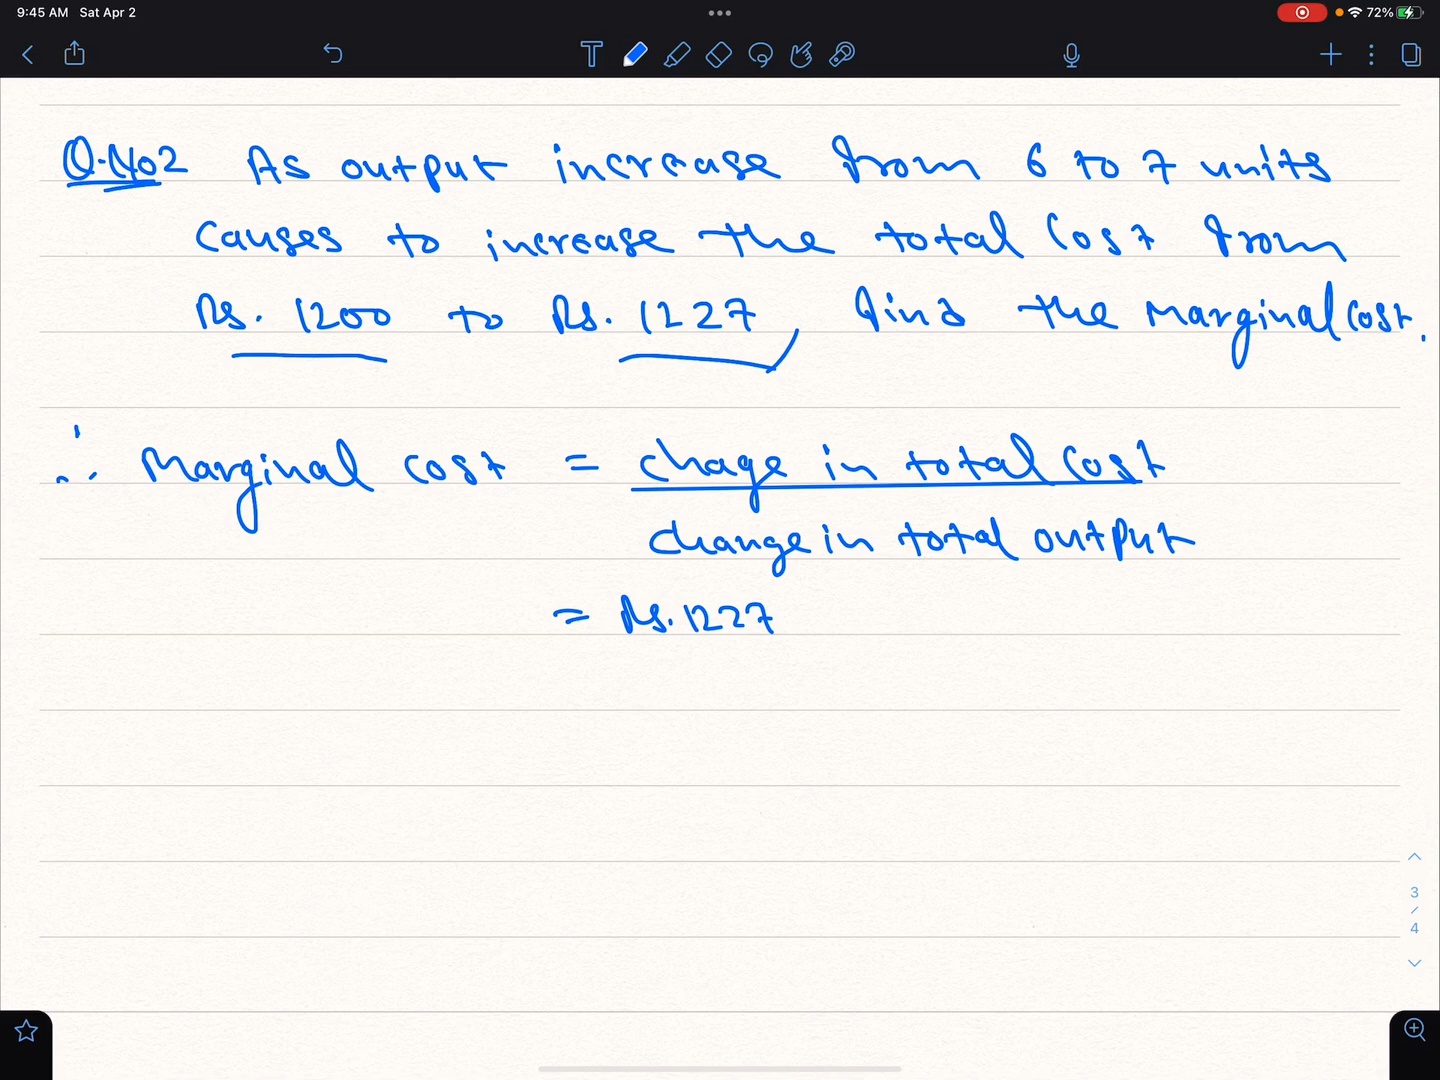 9:45 AM Sat Apr 2
72%
Q.No2 As output increase from 6 to 7 units
causes to increase the total cost from
Rs. 1200 to Rs. 1227, find the Marginal cost.
∴ Marginal cost = chage in total cost
change in total output
= Rs. 1227
3
/
4